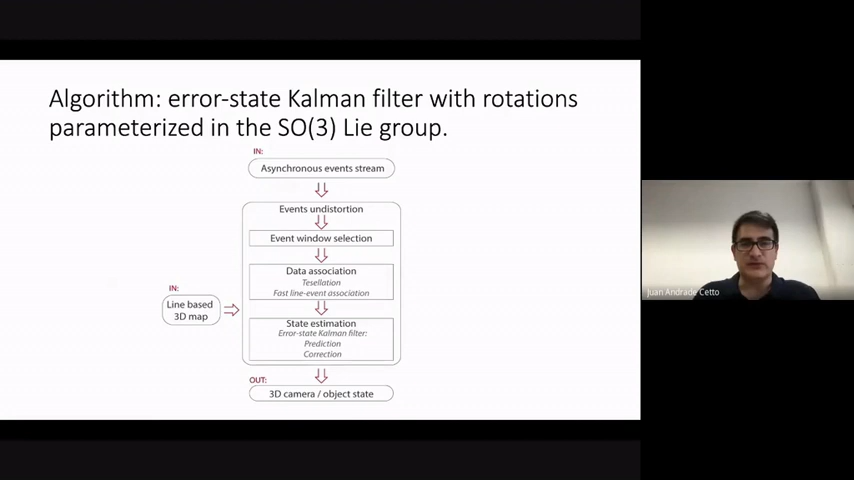 Algorithm: error-state Kalman filter with rotations
parameterized in the SO(3) Lie group.
IN:
Asynchronous events stream
Events undistortion
Event window selection
Data association
Tesellation
Fast line-event association
IN:
Line based
3D map
State estimation
Error-state Kalman filter:
Prediction
Correction
OUT:
3D camera / object state
Juan Andrade Cetto